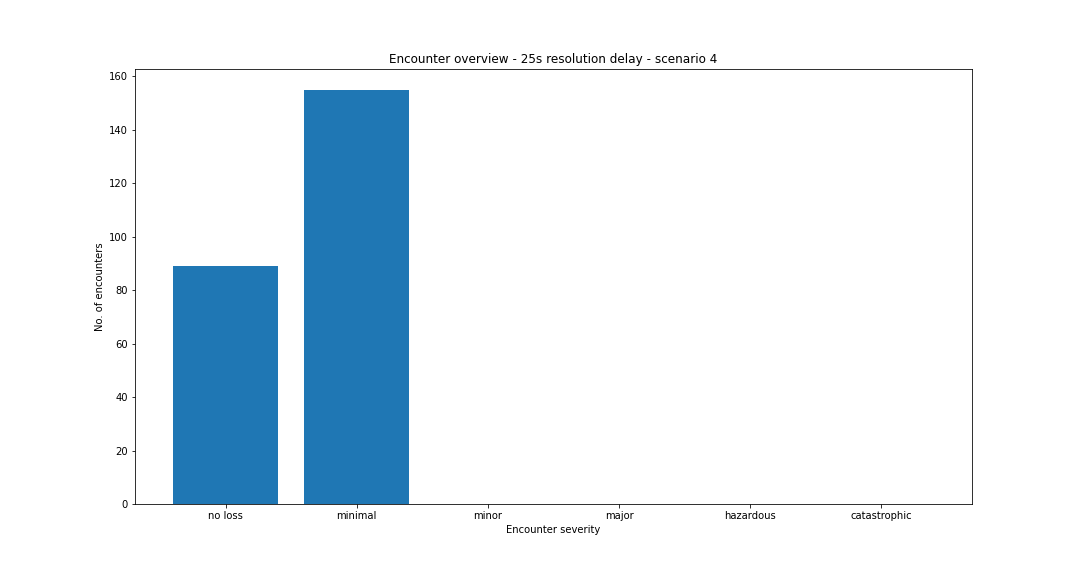 Encounter overview - 25s resolution delay - scenario 4
160
140
120
100
80
60
40
20
0
No. of encounters
no loss minimal minor major hazardous catastrophic
Encounter severity